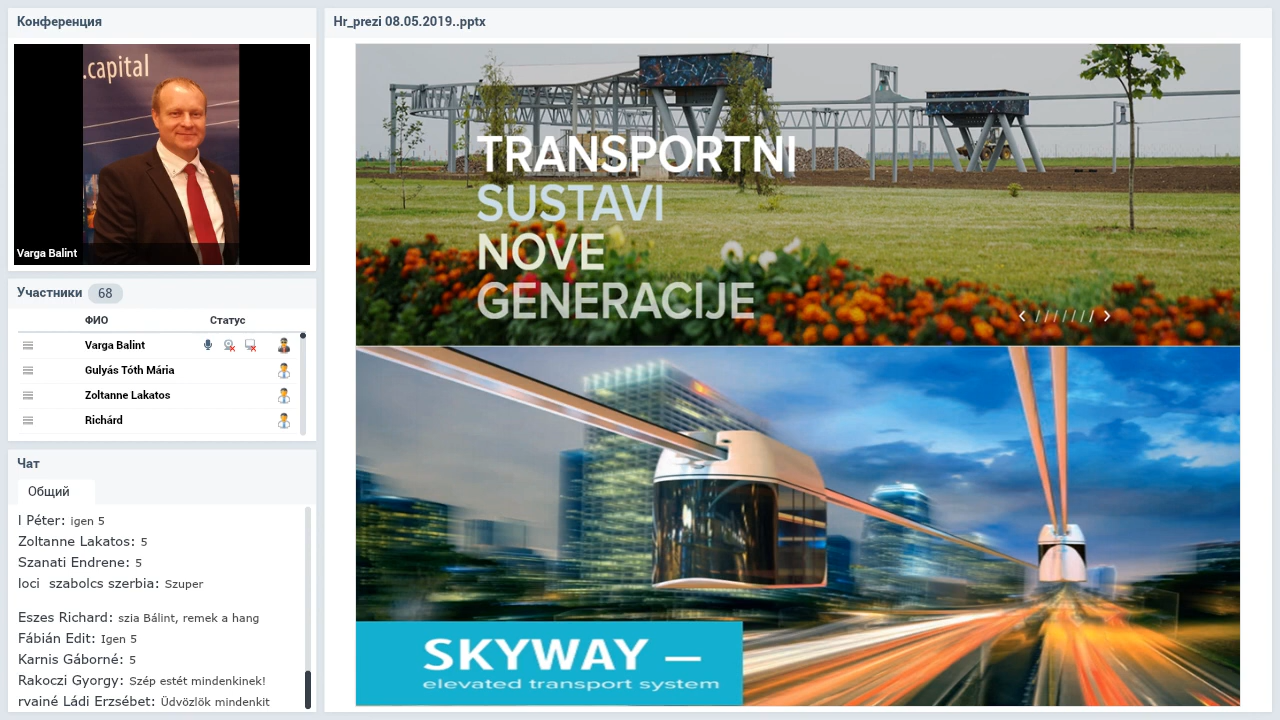 Конференция
.capital
Varga Balint
Участники 68
ФИО Статус
Varga Balint
Gulyás Tóth Mária
Zoltanne Lakatos
Richárd
Чат
Общий
l Péter: igen 5
Zoltanne Lakatos: 5
Szanati Endrene: 5
loci szabolcs szerbia: Szuper
Eszes Richard: szia Bálint, remek a hang
Fábián Edit: Igen 5
Karnis Gáborné: 5
Rakoczi Gyorgy: Szép estét mindenkinek!
rvainé Ládi Erzsébet: Üdvözlök mindenkit
Hr_prezi 08.05.2019..pptx
TRANSPORTNI
SUSTAVI
NOVE
GENERACIJE
SKYWAY —
elevated transport system